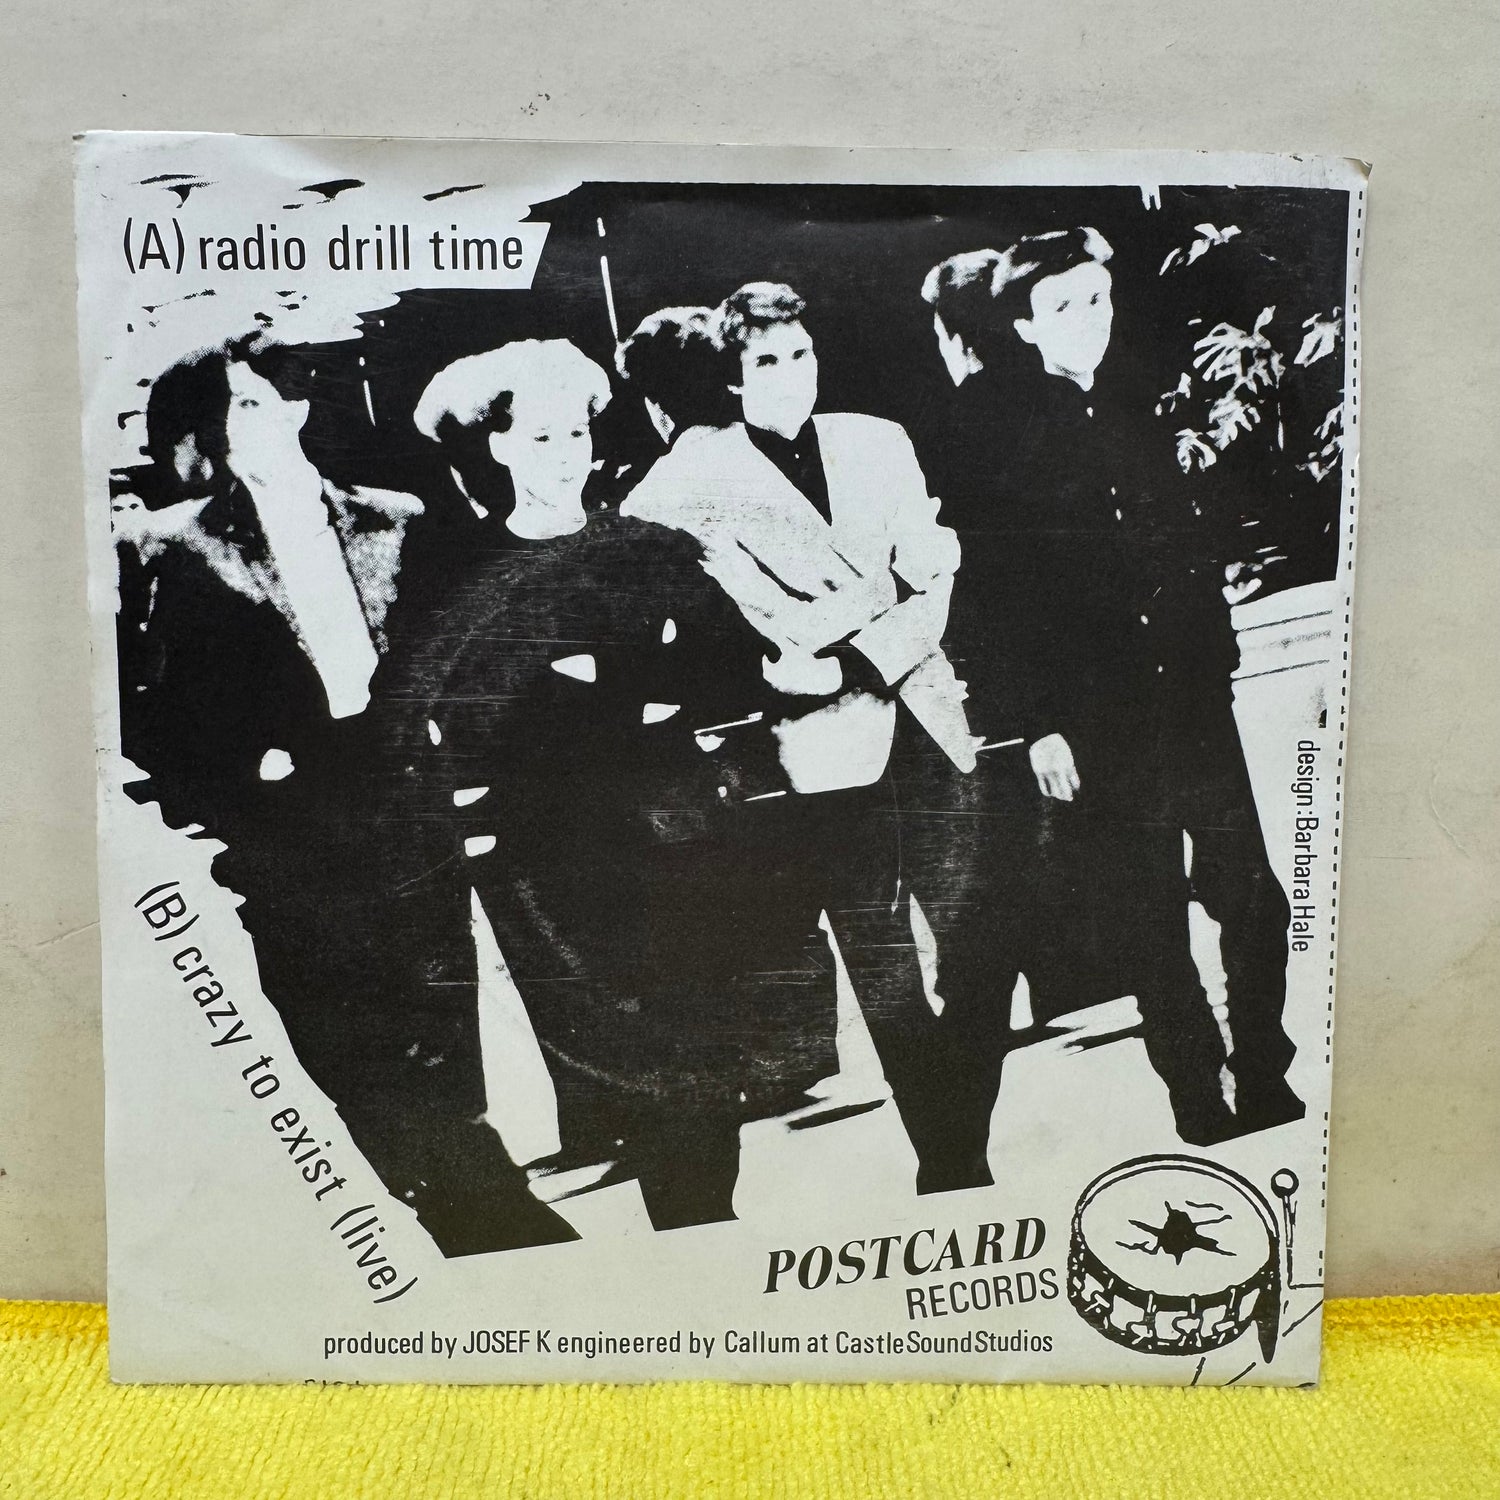 (A) radio drill time
design: Barbara Hale
(B) crazy to exist (live)
POSTCARD
RECORDS
produced by JOSEF K engineered by Callum at CastleSoundStudios